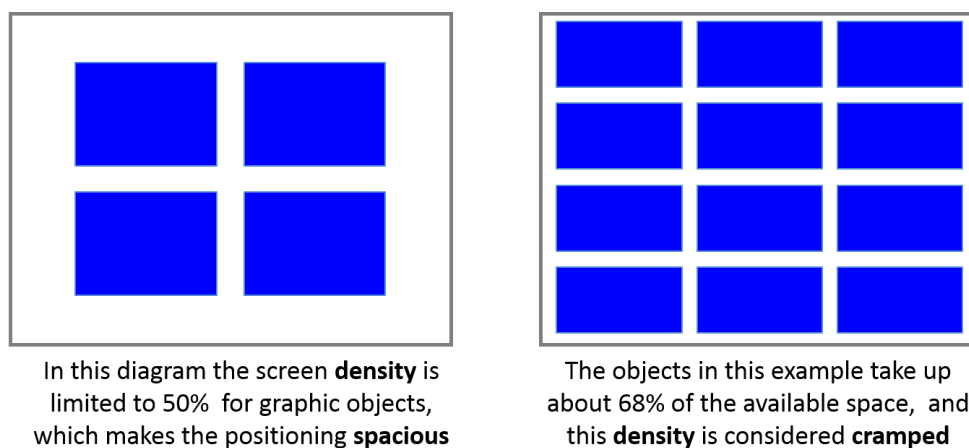 In this diagram the screen density is
limited to 50%  for graphic objects,
which makes the positioning spacious
The objects in this example take up
about 68% of the available space,  and
this density is considered cramped